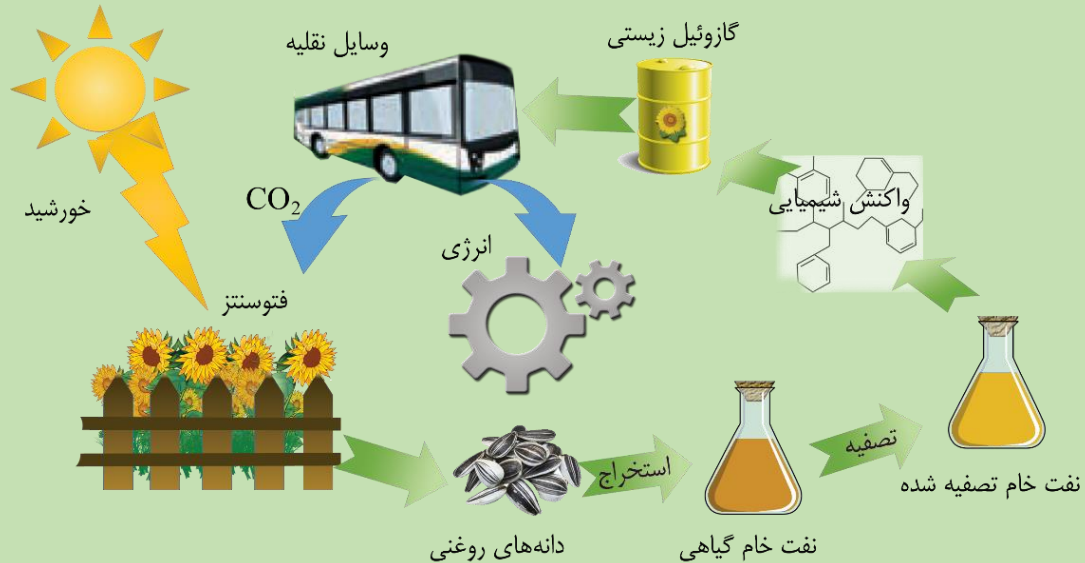 گازوئیل زیستی
وسایل نقلیه
خورشید
CO₂
انرژی
واکنش شیمیایی
فتوسنتز
دانه‌های روغنی
استخراج
نفت خام گیاهی
تصفیه
نفت خام تصفیه شده